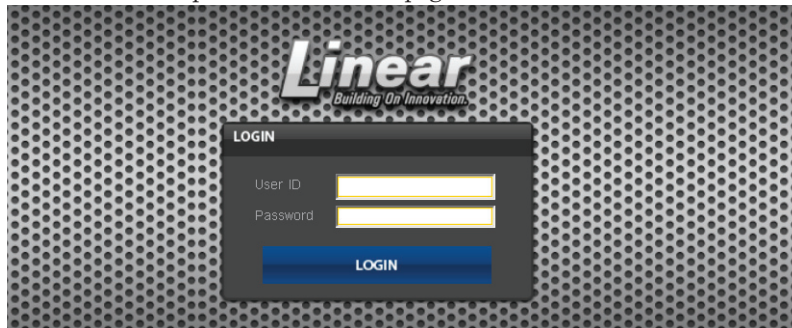 Linear
Building On Innovation.
LOGIN
User ID
Password
LOGIN